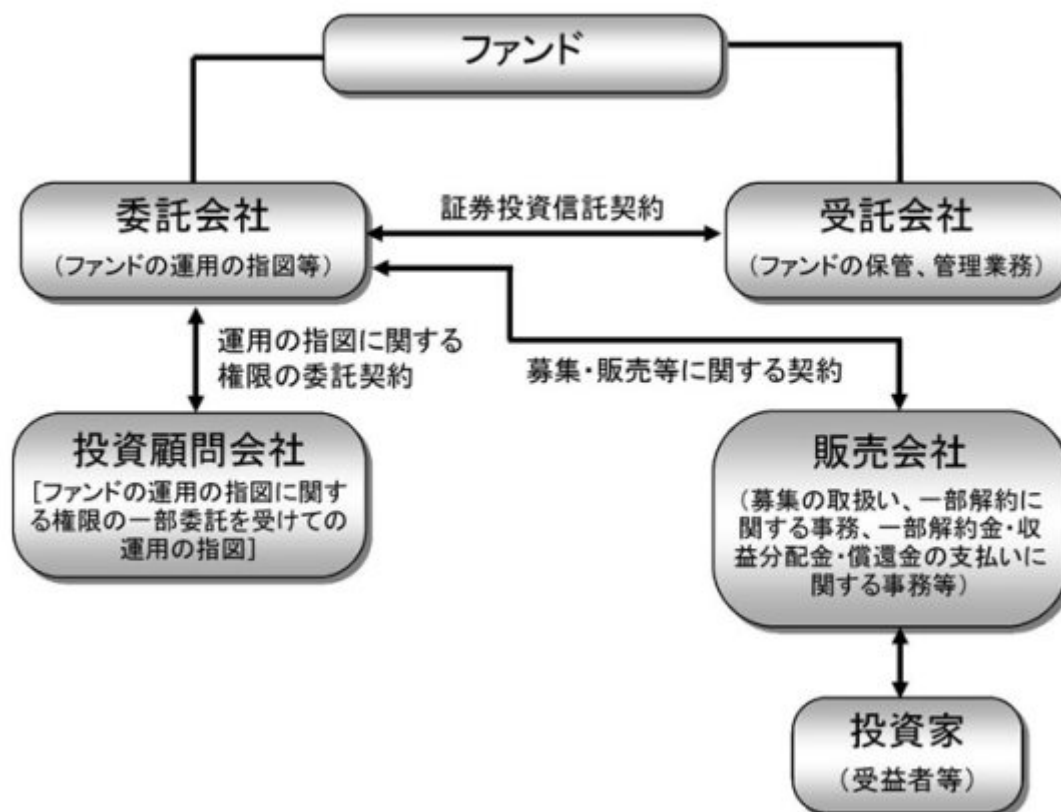 ファンド
委託会社
（ファンドの運用の指図等）
証券投資信託契約
受託会社
（ファンドの保管、管理業務）
運用の指図に関する
権限の委託契約
募集・販売等に関する契約
投資顧問会社
[ファンドの運用の指図に関す
る権限の一部委託を受けての
運用の指図]
販売会社
（募集の取扱い、一部解約に
関する事務、一部解約金・収
益分配金・償還金の支払いに
関する事務等）
投資家
（受益者等）